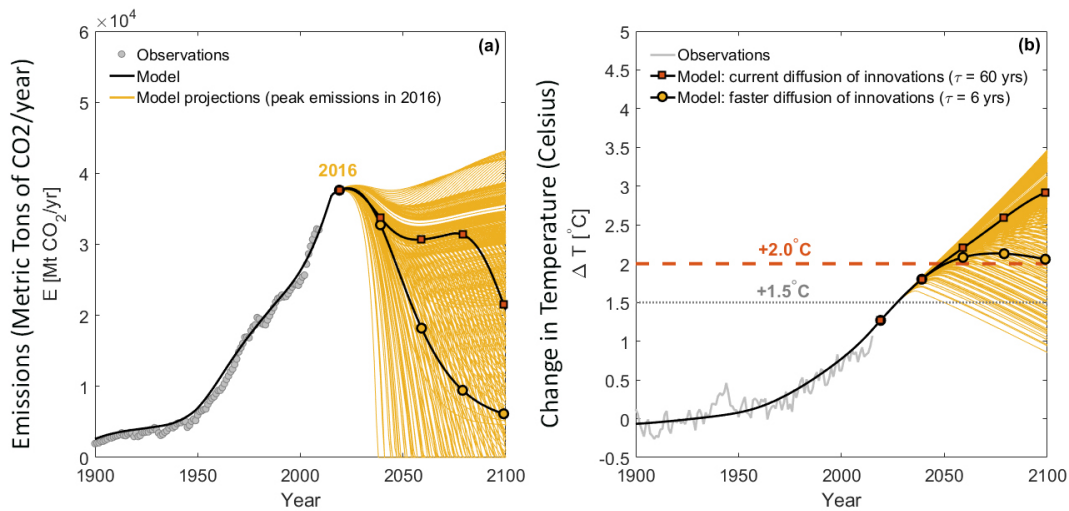 Emissions (Metric Tons of CO2/year)
E [Mt CO2/yr]
×10^4
6
5
4
3
2
1
0
1900
1950
2000
2050
2100
Year
(a)
Observations
Model
Model projections (peak emissions in 2016)
2016
Change in Temperature (Celsius)
Δ T [°C]
5
4.5
4
3.5
3
2.5
2
1.5
1
0.5
0
-0.5
1900
1950
2000
2050
2100
Year
(b)
Observations
Model: current diffusion of innovations (τ = 60 yrs)
Model: faster diffusion of innovations (τ = 6 yrs)
+2.0°C
+1.5°C